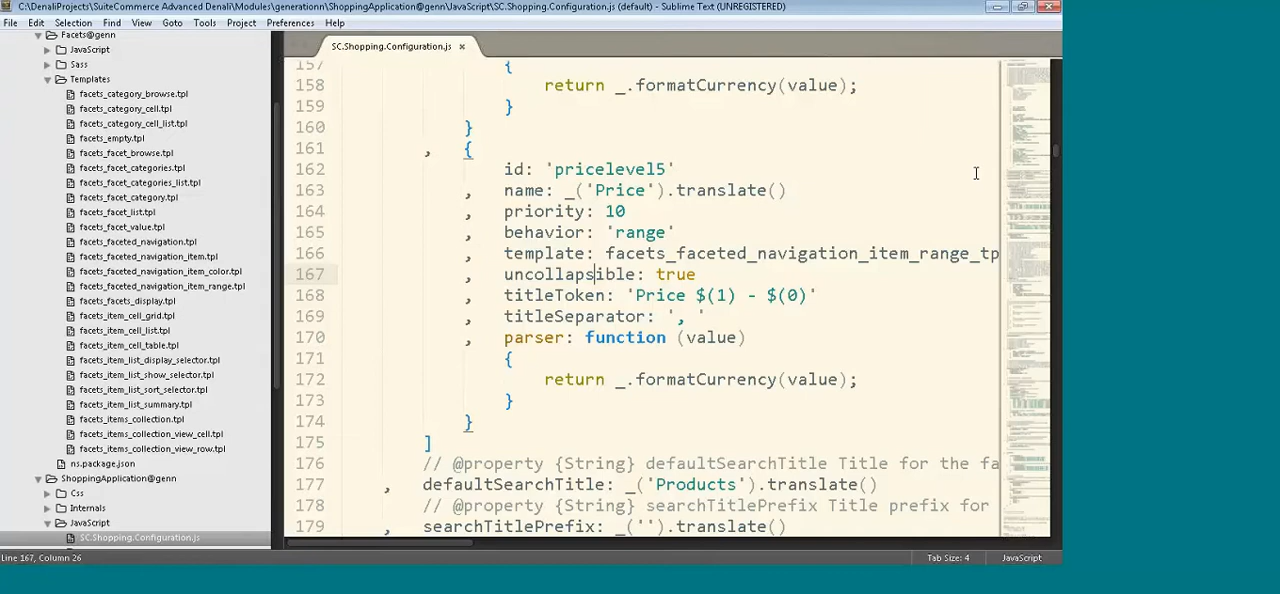 C:\DenaliProjects\SuiteCommerce Advanced Denali\Modules\generationn\ShoppingApplication@genn\JavaScript\SC.Shopping.Configuration.js (default) - Sublime Text (UNREGISTERED)
File Edit Selection Find View Goto Tools Project Preferences Help
Facets@genn
JavaScript
Sass
Templates
facets_category_browse.tpl
facets_category_cell.tpl
facets_category_cell_list.tpl
facets_empty.tpl
facets_facet_browse.tpl
facets_facet_categories.tpl
facets_facet_categories_list.tpl
facets_facet_category.tpl
facets_facet_list.tpl
facets_facet_value.tpl
facets_faceted_navigation.tpl
facets_faceted_navigation_item.tpl
facets_faceted_navigation_item_color.tpl
facets_faceted_navigation_item_range.tpl
facets_facets_display.tpl
facets_item_cell_grid.tpl
facets_item_cell_list.tpl
facets_item_cell_table.tpl
facets_item_list_display_selector.tpl
facets_item_list_show_selector.tpl
facets_item_list_sort_selector.tpl
facets_item_list_summary.tpl
facets_items_collection.tpl
facets_items_collection_view_cell.tpl
facets_items_collection_view_row.tpl
ns.package.json
ShoppingApplication@genn
Css
Internals
JavaScript
SC.Shopping.Configuration.js
SC.Shopping.Configuration.js ×
157 {
158 return _.formatCurrency(value);
159 }
160 }
161 , {
162 id: 'pricelevel5'
163 , name: _('Price').translate()
164 , priority: 10
165 , behavior: 'range'
166 , template: facets_faceted_navigation_item_range_tp
167 , uncollapsible: true
168 , titleToken: 'Price $(1) - $(0)'
169 , titleSeparator: ', '
170 , parser: function (value)
171 {
172 return _.formatCurrency(value);
173 }
174 }
175 ]
176 // @property {String} defaultSearchTitle Title for the fa
177 , defaultSearchTitle: _('Products').translate()
178 // @property {String} searchTitlePrefix Title prefix for
179 , searchTitlePrefix: _('').translate()
Line 167, Column 26
Tab Size: 4
JavaScript